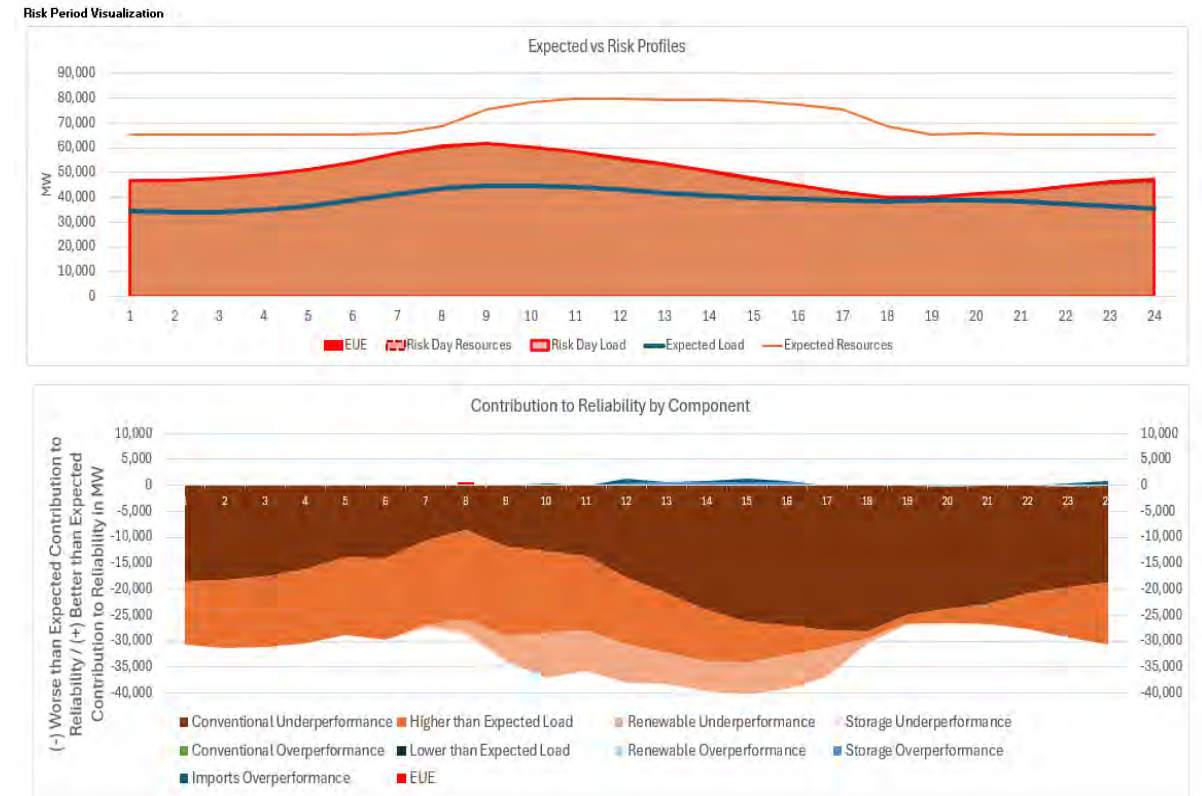 Risk Period Visualization
Expected vs Risk Profiles
90,000
80,000
70,000
60,000
50,000
40,000
30,000
20,000
10,000
0
MW
1 2 3 4 5 6 7 8 9 10 11 12 13 14 15 16 17 18 19 20 21 22 23 24
EUE Risk Day Resources Risk Day Load Expected Load Expected Resources
Contribution to Reliability by Component
(-) Worse than Expected Contribution to
Reliability / (+) Better than Expected
Contribution to Reliability in MW
10,000 10,000
5,000 5,000
0 0
2 3 4 5 6 7 8 9 10 11 12 13 14 15 16 17 18 19 20 21 22 23 2
-5,000 -5,000
-10,000 -10,000
-15,000 -15,000
-20,000 -20,000
-25,000 -25,000
-30,000 -30,000
-35,000 -35,000
-40,000 -40,000
Conventional Underperformance Higher than Expected Load Renewable Underperformance Storage Underperformance
Conventional Overperformance Lower than Expected Load Renewable Overperformance Storage Overperformance
Imports Overperformance EUE